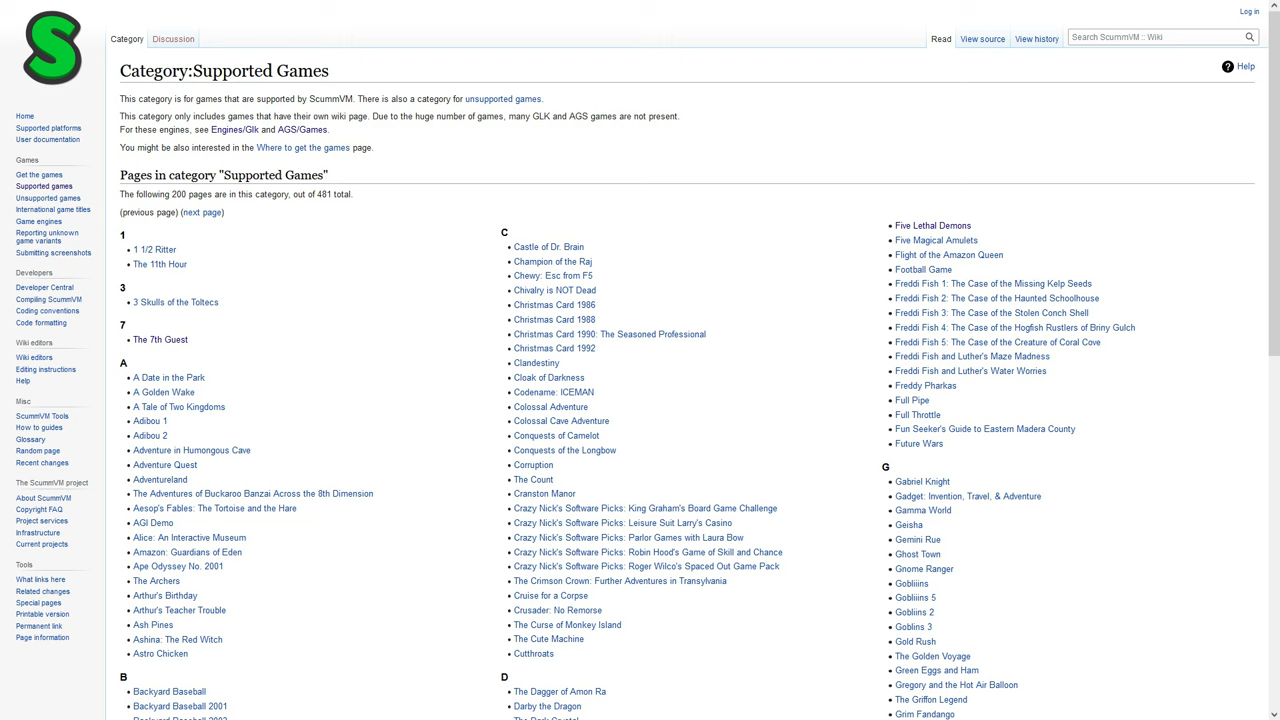 Log in
Category
Discussion
Read
View source
View history
Search ScummVM :: Wiki
Category:Supported Games
Help
This category is for games that are supported by ScummVM. There is also a category for unsupported games.
This category only includes games that have their own wiki page. Due to the huge number of games, many GLK and AGS games are not present.
For these engines, see Engines/Glk and AGS/Games.
You might be also interested in the Where to get the games page.
Pages in category "Supported Games"
The following 200 pages are in this category, out of 481 total.
(previous page) (next page)
Home
Supported platforms
User documentation
Games
Get the games
Supported games
Unsupported games
International game titles
Game engines
Reporting unknown
game variants
Submitting screenshots
Developers
Developer Central
Compiling ScummVM
Coding conventions
Code formatting
Wiki editors
Wiki editors
Editing instructions
Help
Misc
ScummVM Tools
How to guides
Glossary
Random page
Recent changes
The ScummVM project
About ScummVM
Copyright FAQ
Project services
Infrastructure
Current projects
Tools
What links here
Related changes
Special pages
Printable version
Permanent link
Page information
1
1 1/2 Ritter
The 11th Hour
3
3 Skulls of the Toltecs
7
The 7th Guest
A
A Date in the Park
A Golden Wake
A Tale of Two Kingdoms
Adibou 1
Adibou 2
Adventure in Humongous Cave
Adventure Quest
Adventureland
The Adventures of Buckaroo Banzai Across the 8th Dimension
Aesop's Fables: The Tortoise and the Hare
AGI Demo
Alice: An Interactive Museum
Amazon: Guardians of Eden
Ape Odyssey No. 2001
The Archers
Arthur's Birthday
Arthur's Teacher Trouble
Ash Pines
Ashina: The Red Witch
Astro Chicken
B
Backyard Baseball
Backyard Baseball 2001
C
Castle of Dr. Brain
Champion of the Raj
Chewy: Esc from F5
Chivalry is NOT Dead
Christmas Card 1986
Christmas Card 1988
Christmas Card 1990: The Seasoned Professional
Christmas Card 1992
Clandestiny
Cloak of Darkness
Codename: ICEMAN
Colossal Adventure
Colossal Cave Adventure
Conquests of Camelot
Conquests of the Longbow
Corruption
The Count
Cranston Manor
Crazy Nick's Software Picks: King Graham's Board Game Challenge
Crazy Nick's Software Picks: Leisure Suit Larry's Casino
Crazy Nick's Software Picks: Parlor Games with Laura Bow
Crazy Nick's Software Picks: Robin Hood's Game of Skill and Chance
Crazy Nick's Software Picks: Roger Wilco's Spaced Out Game Pack
The Crimson Crown: Further Adventures in Transylvania
Cruise for a Corpse
Crusader: No Remorse
The Curse of Monkey Island
The Cute Machine
Cutthroats
D
The Dagger of Amon Ra
Darby the Dragon
Five Lethal Demons
Five Magical Amulets
Flight of the Amazon Queen
Football Game
Freddi Fish 1: The Case of the Missing Kelp Seeds
Freddi Fish 2: The Case of the Haunted Schoolhouse
Freddi Fish 3: The Case of the Stolen Conch Shell
Freddi Fish 4: The Case of the Hogfish Rustlers of Briny Gulch
Freddi Fish 5: The Case of the Creature of Coral Cove
Freddi Fish and Luther's Maze Madness
Freddi Fish and Luther's Water Worries
Freddy Pharkas
Full Pipe
Full Throttle
Fun Seeker's Guide to Eastern Madera County
Future Wars
G
Gabriel Knight
Gadget: Invention, Travel, & Adventure
Gamma World
Geisha
Gemini Rue
Ghost Town
Gnome Ranger
Gobliiins
Gobliiins 5
Gobliins 2
Goblins 3
Gold Rush
The Golden Voyage
Green Eggs and Ham
Gregory and the Hot Air Balloon
The Griffon Legend
Grim Fandango